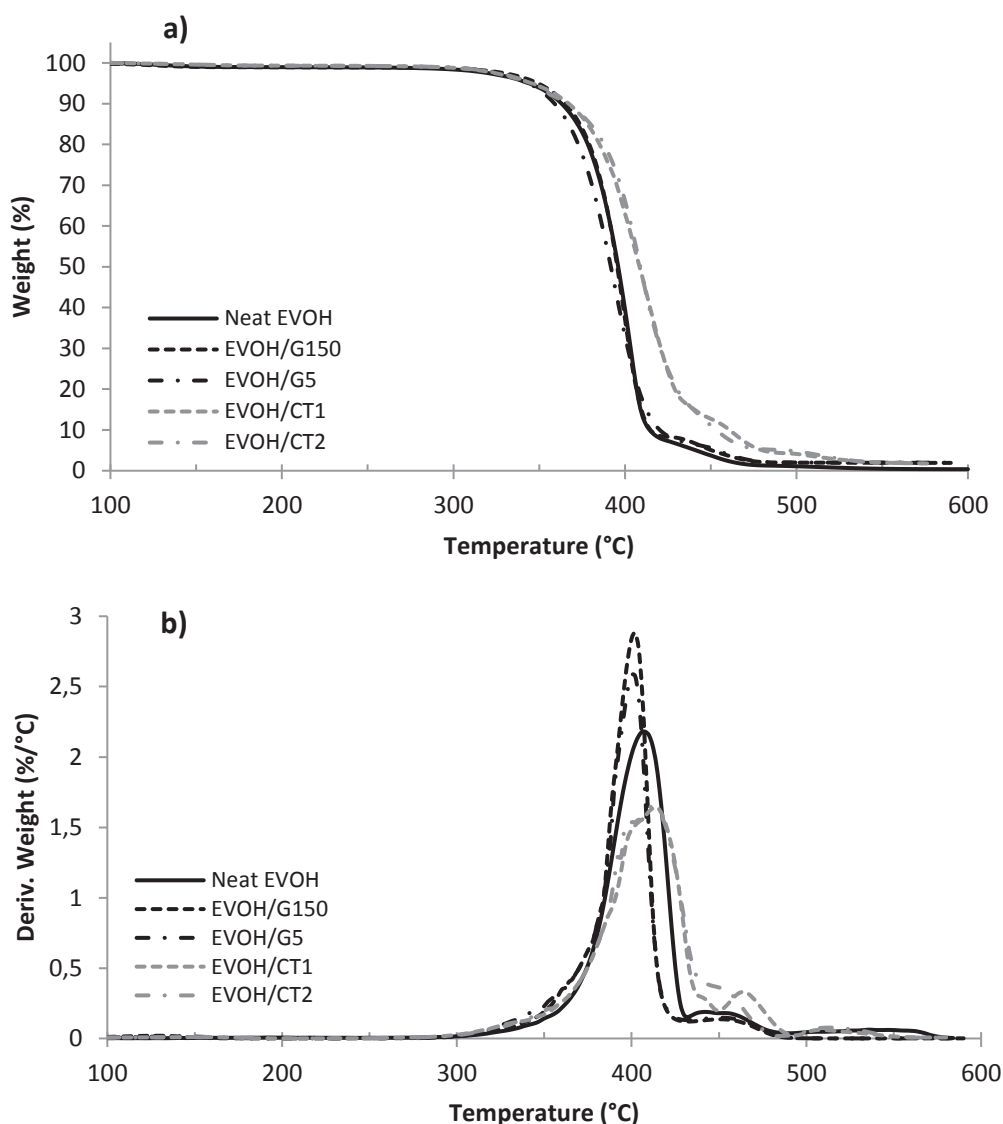 a)
100
90
80
70
60
50
40
30
20
10
0
Weight (%)
Neat EVOH
EVOH/G150
EVOH/G5
EVOH/CT1
EVOH/CT2
100
200
300
400
500
600
Temperature (°C)
b)
3
2,5
2
1,5
1
0,5
0
Deriv. Weight (%/°C)
Neat EVOH
EVOH/G150
EVOH/G5
EVOH/CT1
EVOH/CT2
100
200
300
400
500
600
Temperature (°C)